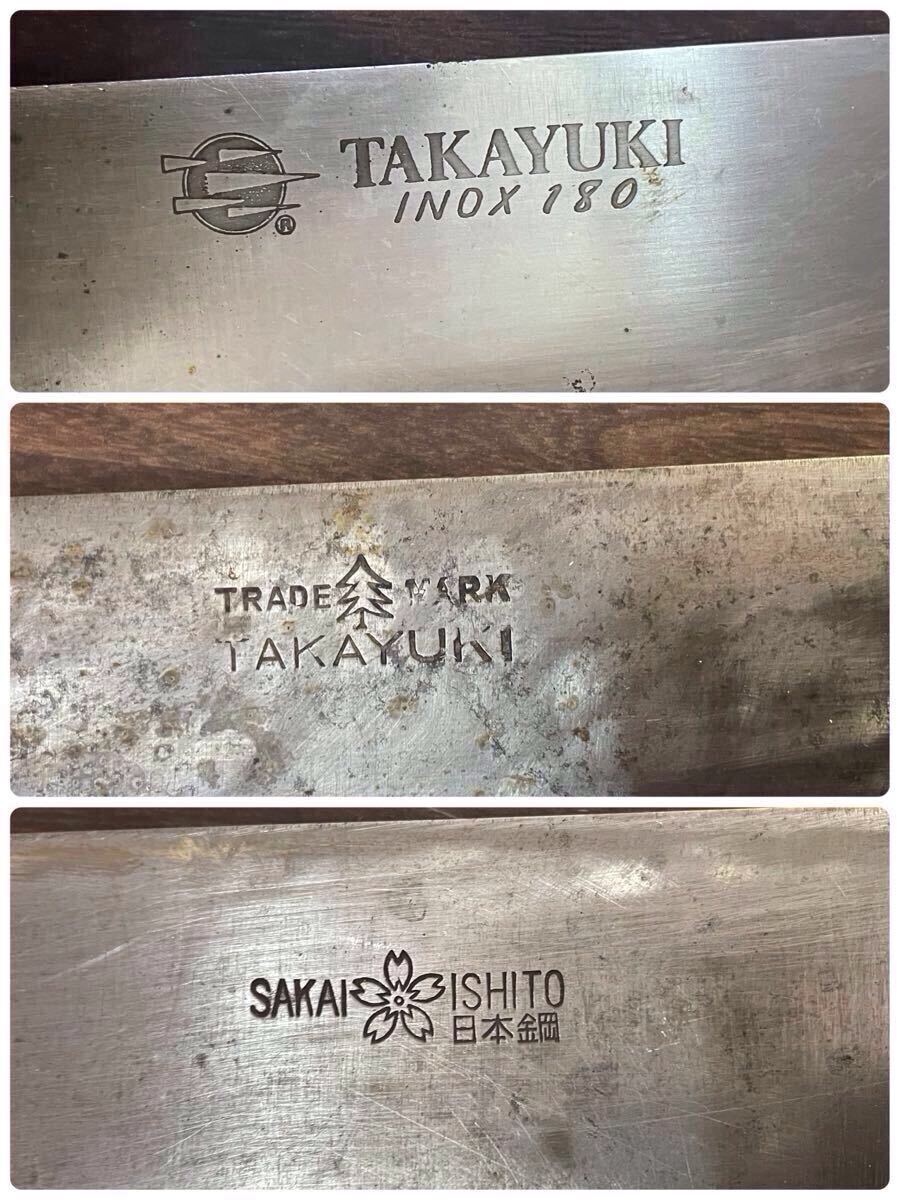 TAKAYUKI
INOX 180
®
TRADE MARK
TAKAYUKI
SAKAI ISHITO
日本鋼